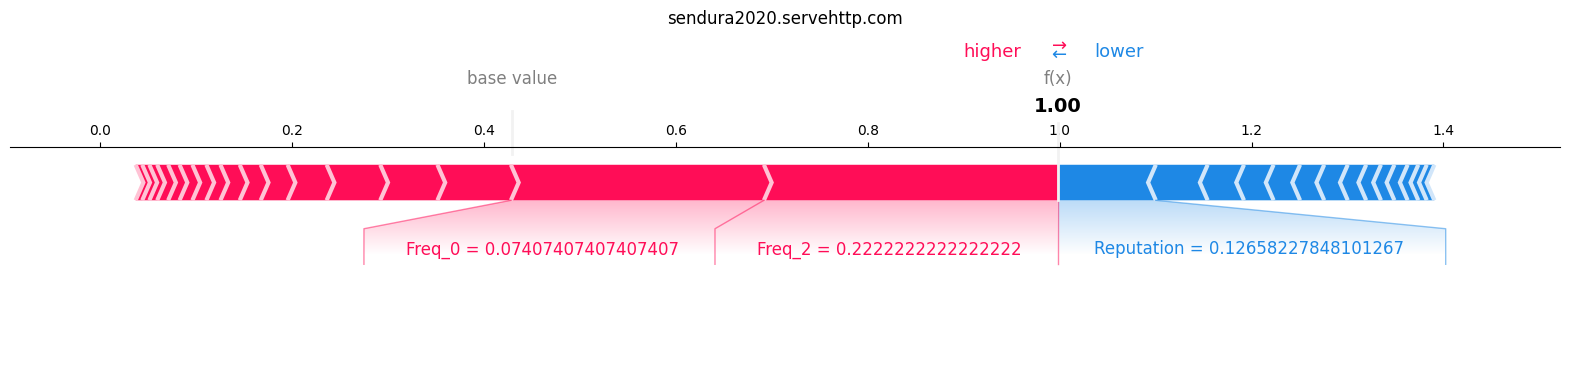 sendura2020.servehttp.com
higher → ← lower
base value f(x)
1.00
0.0 0.2 0.4 0.6 0.8 1.0 1.2 1.4
Freq_0 = 0.07407407407407407 Freq_2 = 0.2222222222222222 Reputation = 0.12658227848101267